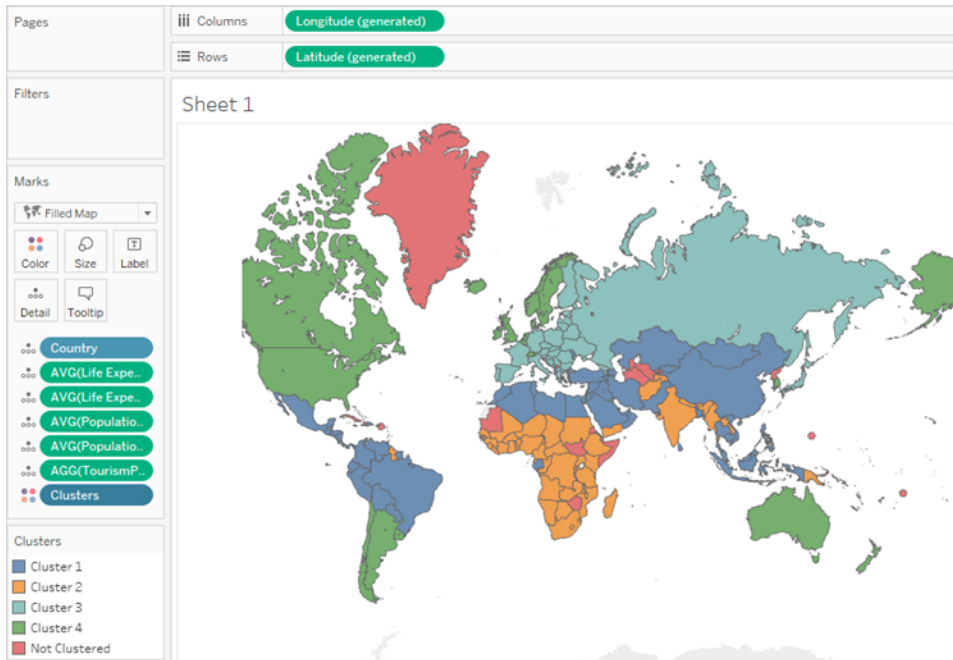 Pages
Columns
Longitude (generated)
Rows
Latitude (generated)
Filters
Sheet 1
Marks
Filled Map
Color
Size
T
Label
Detail
Tooltip
Country
AVG(Life Expe..
AVG(Life Expe..
AVG(Populatio..
AVG(Populatio..
AGG(TourismP..
Clusters
Clusters
Cluster 1
Cluster 2
Cluster 3
Cluster 4
Not Clustered